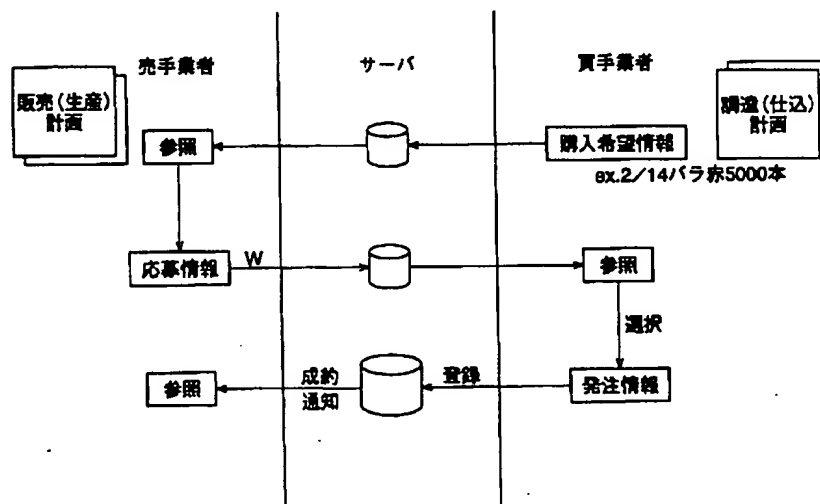 売手業者
サーバ
買手業者
販売(生産)
計画
調達(仕込)
計画
参照
購入希望情報
ex.2/14バラ赤5000本
応募情報
W
参照
選択
参照
成約
通知
登録
発注情報